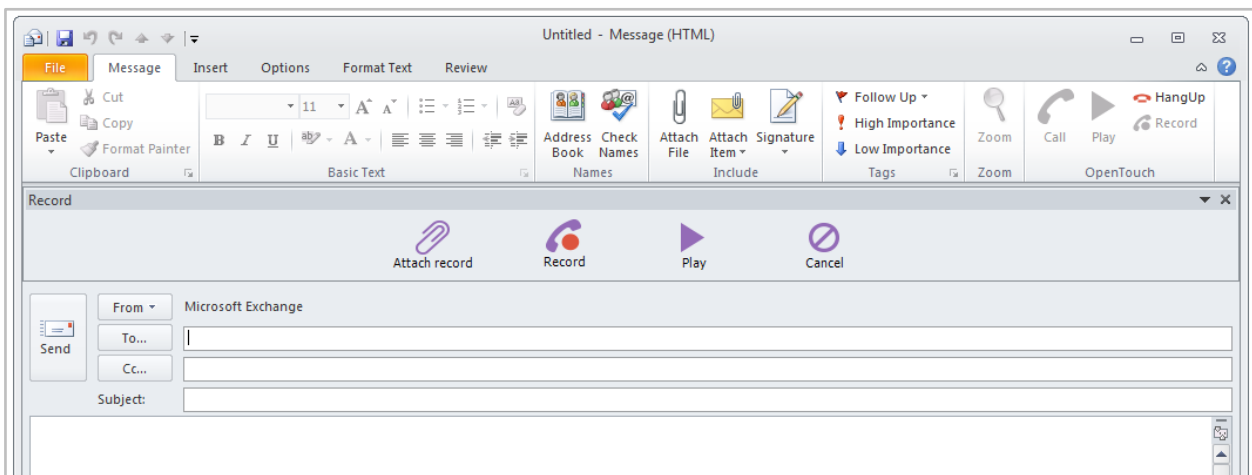 Untitled - Message (HTML)
File Message Insert Options Format Text Review
Cut
Copy
Format Painter
Paste
Clipboard
11
B I U
Basic Text
Address Book
Check Names
Names
Attach File
Attach Item
Signature
Include
Follow Up
High Importance
Low Importance
Tags
Zoom
Zoom
Call
Play
HangUp
Record
OpenTouch
Record
Attach record Record Play Cancel
From Microsoft Exchange
Send
To...
Cc...
Subject: